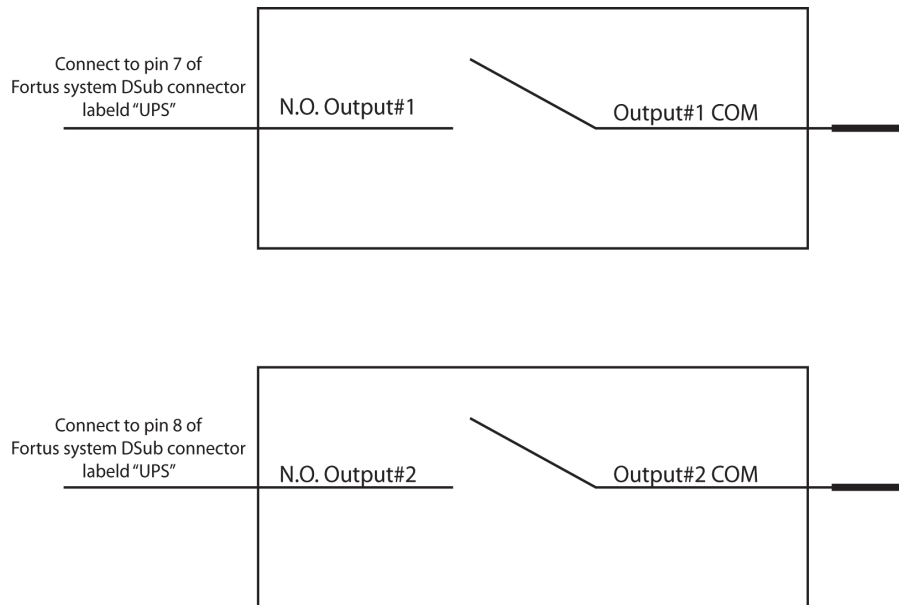 Connect to pin 7 of
Fortus system DSub connector
labeld "UPS"
N.O. Output#1
Output#1 COM
Connect to pin 8 of
Fortus system DSub connector
labeld "UPS"
N.O. Output#2
Output#2 COM